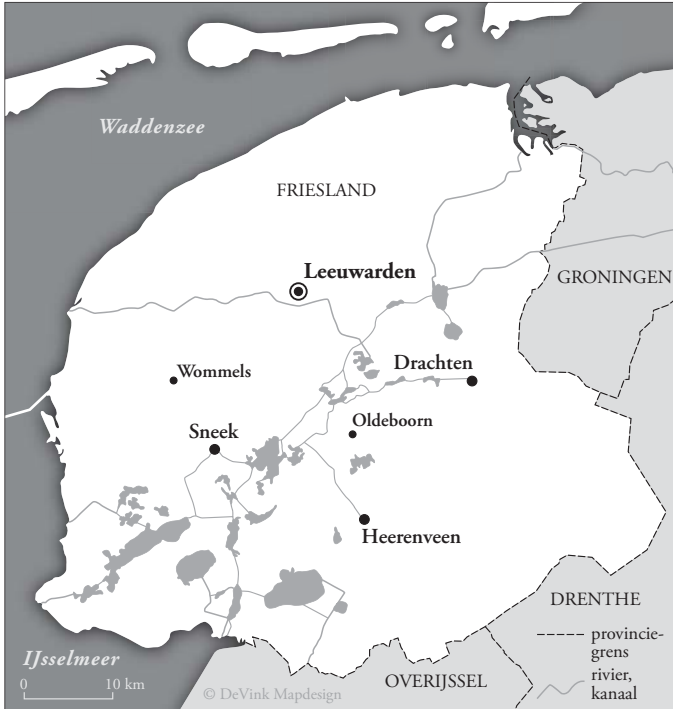 Waddenzee
FRIESLAND
Leeuwarden
GRONINGEN
Wommels
Drachten
Sneek
Oldeboorn
Heerenveen
DRENTHE
provincie-
grens
rivier,
kanaal
IJsselmeer
0 10 km
© DeVink Mapdesign
OVERIJSSEL